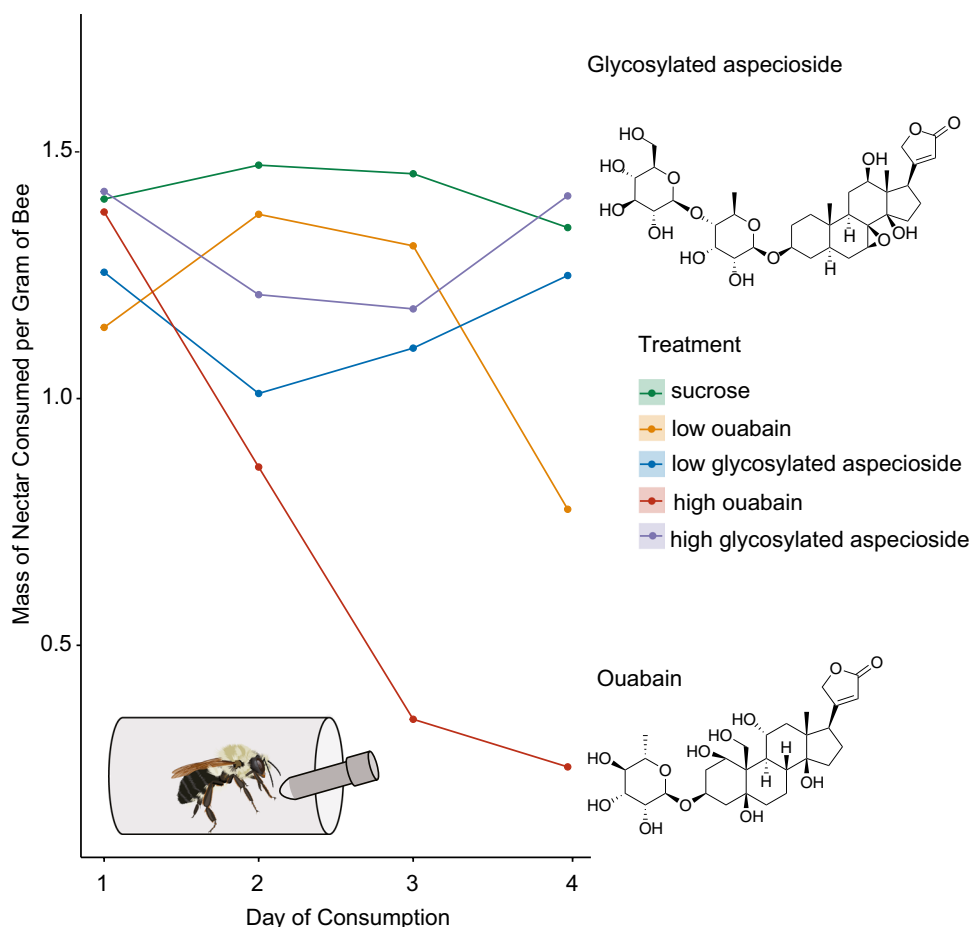 Mass of Nectar Consumed per Gram of Bee
1.5
1.0
0.5
1 2 3 4
Day of Consumption
Glycosylated aspecioside
O
O
HO
OH
HO
O
HO
O
O
OH
H
O
OH
HO
O
H
HO
OH
Treatment
sucrose
low ouabain
low glycosylated aspecioside
high ouabain
high glycosylated aspecioside
Ouabain
O
O
HO
HO
H
HO
HO
O
H
OH
HO
O
OH
OH